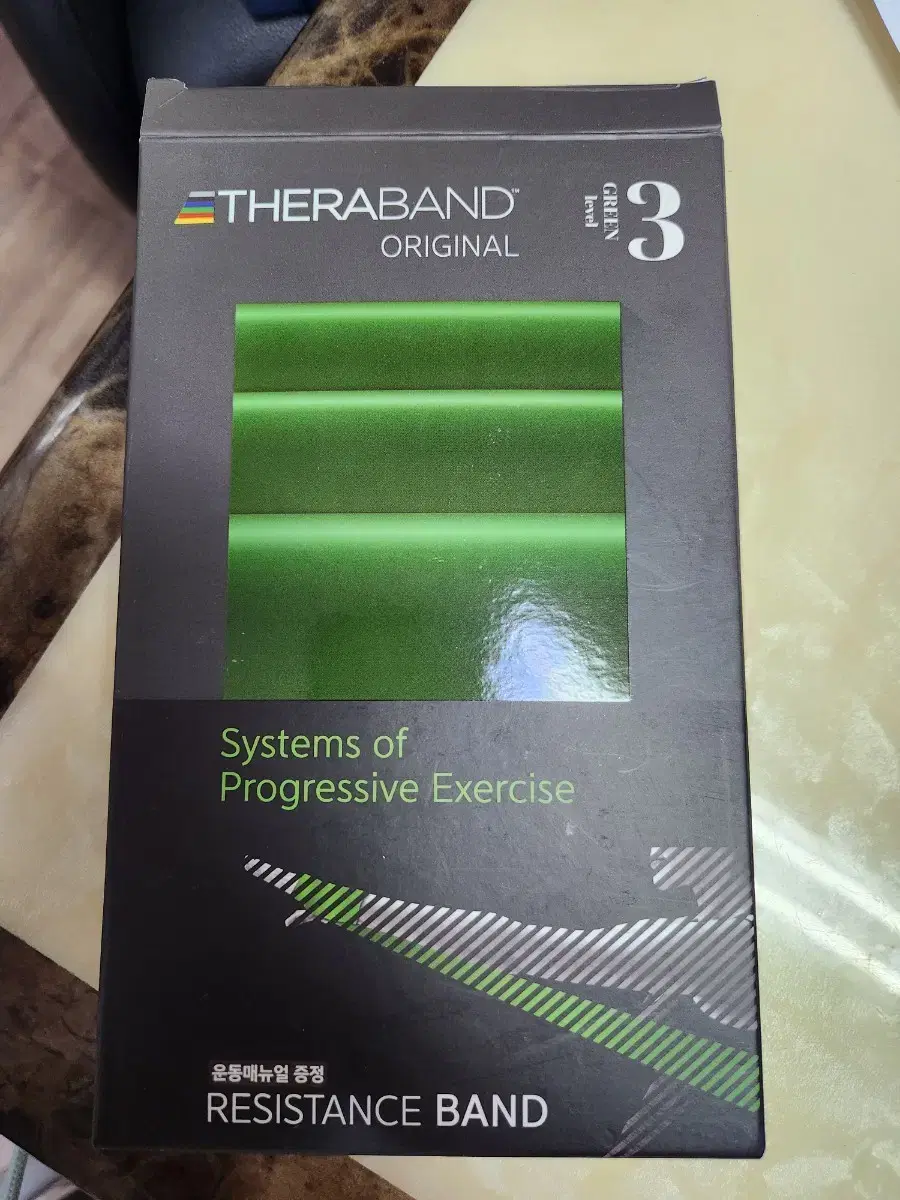 THERABAND™
ORIGINAL
3
GREEN
level
Systems of
Progressive Exercise
운동매뉴얼 증정
RESISTANCE BAND